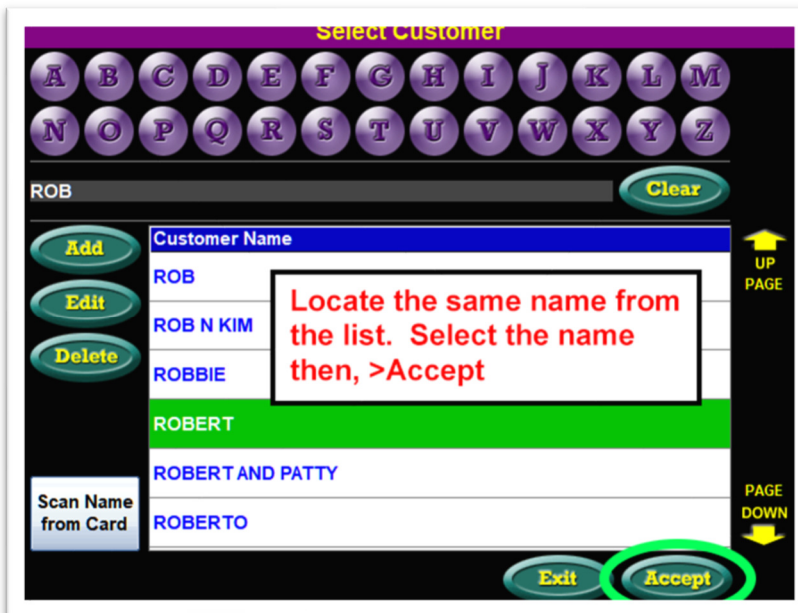 Select Customer
A B C D E F G H I J K L M
N O P Q R S T U V W X Y Z
ROB
Clear
Add
Edit
Delete
Scan Name
from Card
Customer Name
ROB
ROB N KIM
ROBBIE
ROBERT
ROBERT AND PATTY
ROBERTO
Locate the same name from
the list.  Select the name
then, >Accept
UP
PAGE
PAGE
DOWN
Exit
Accept